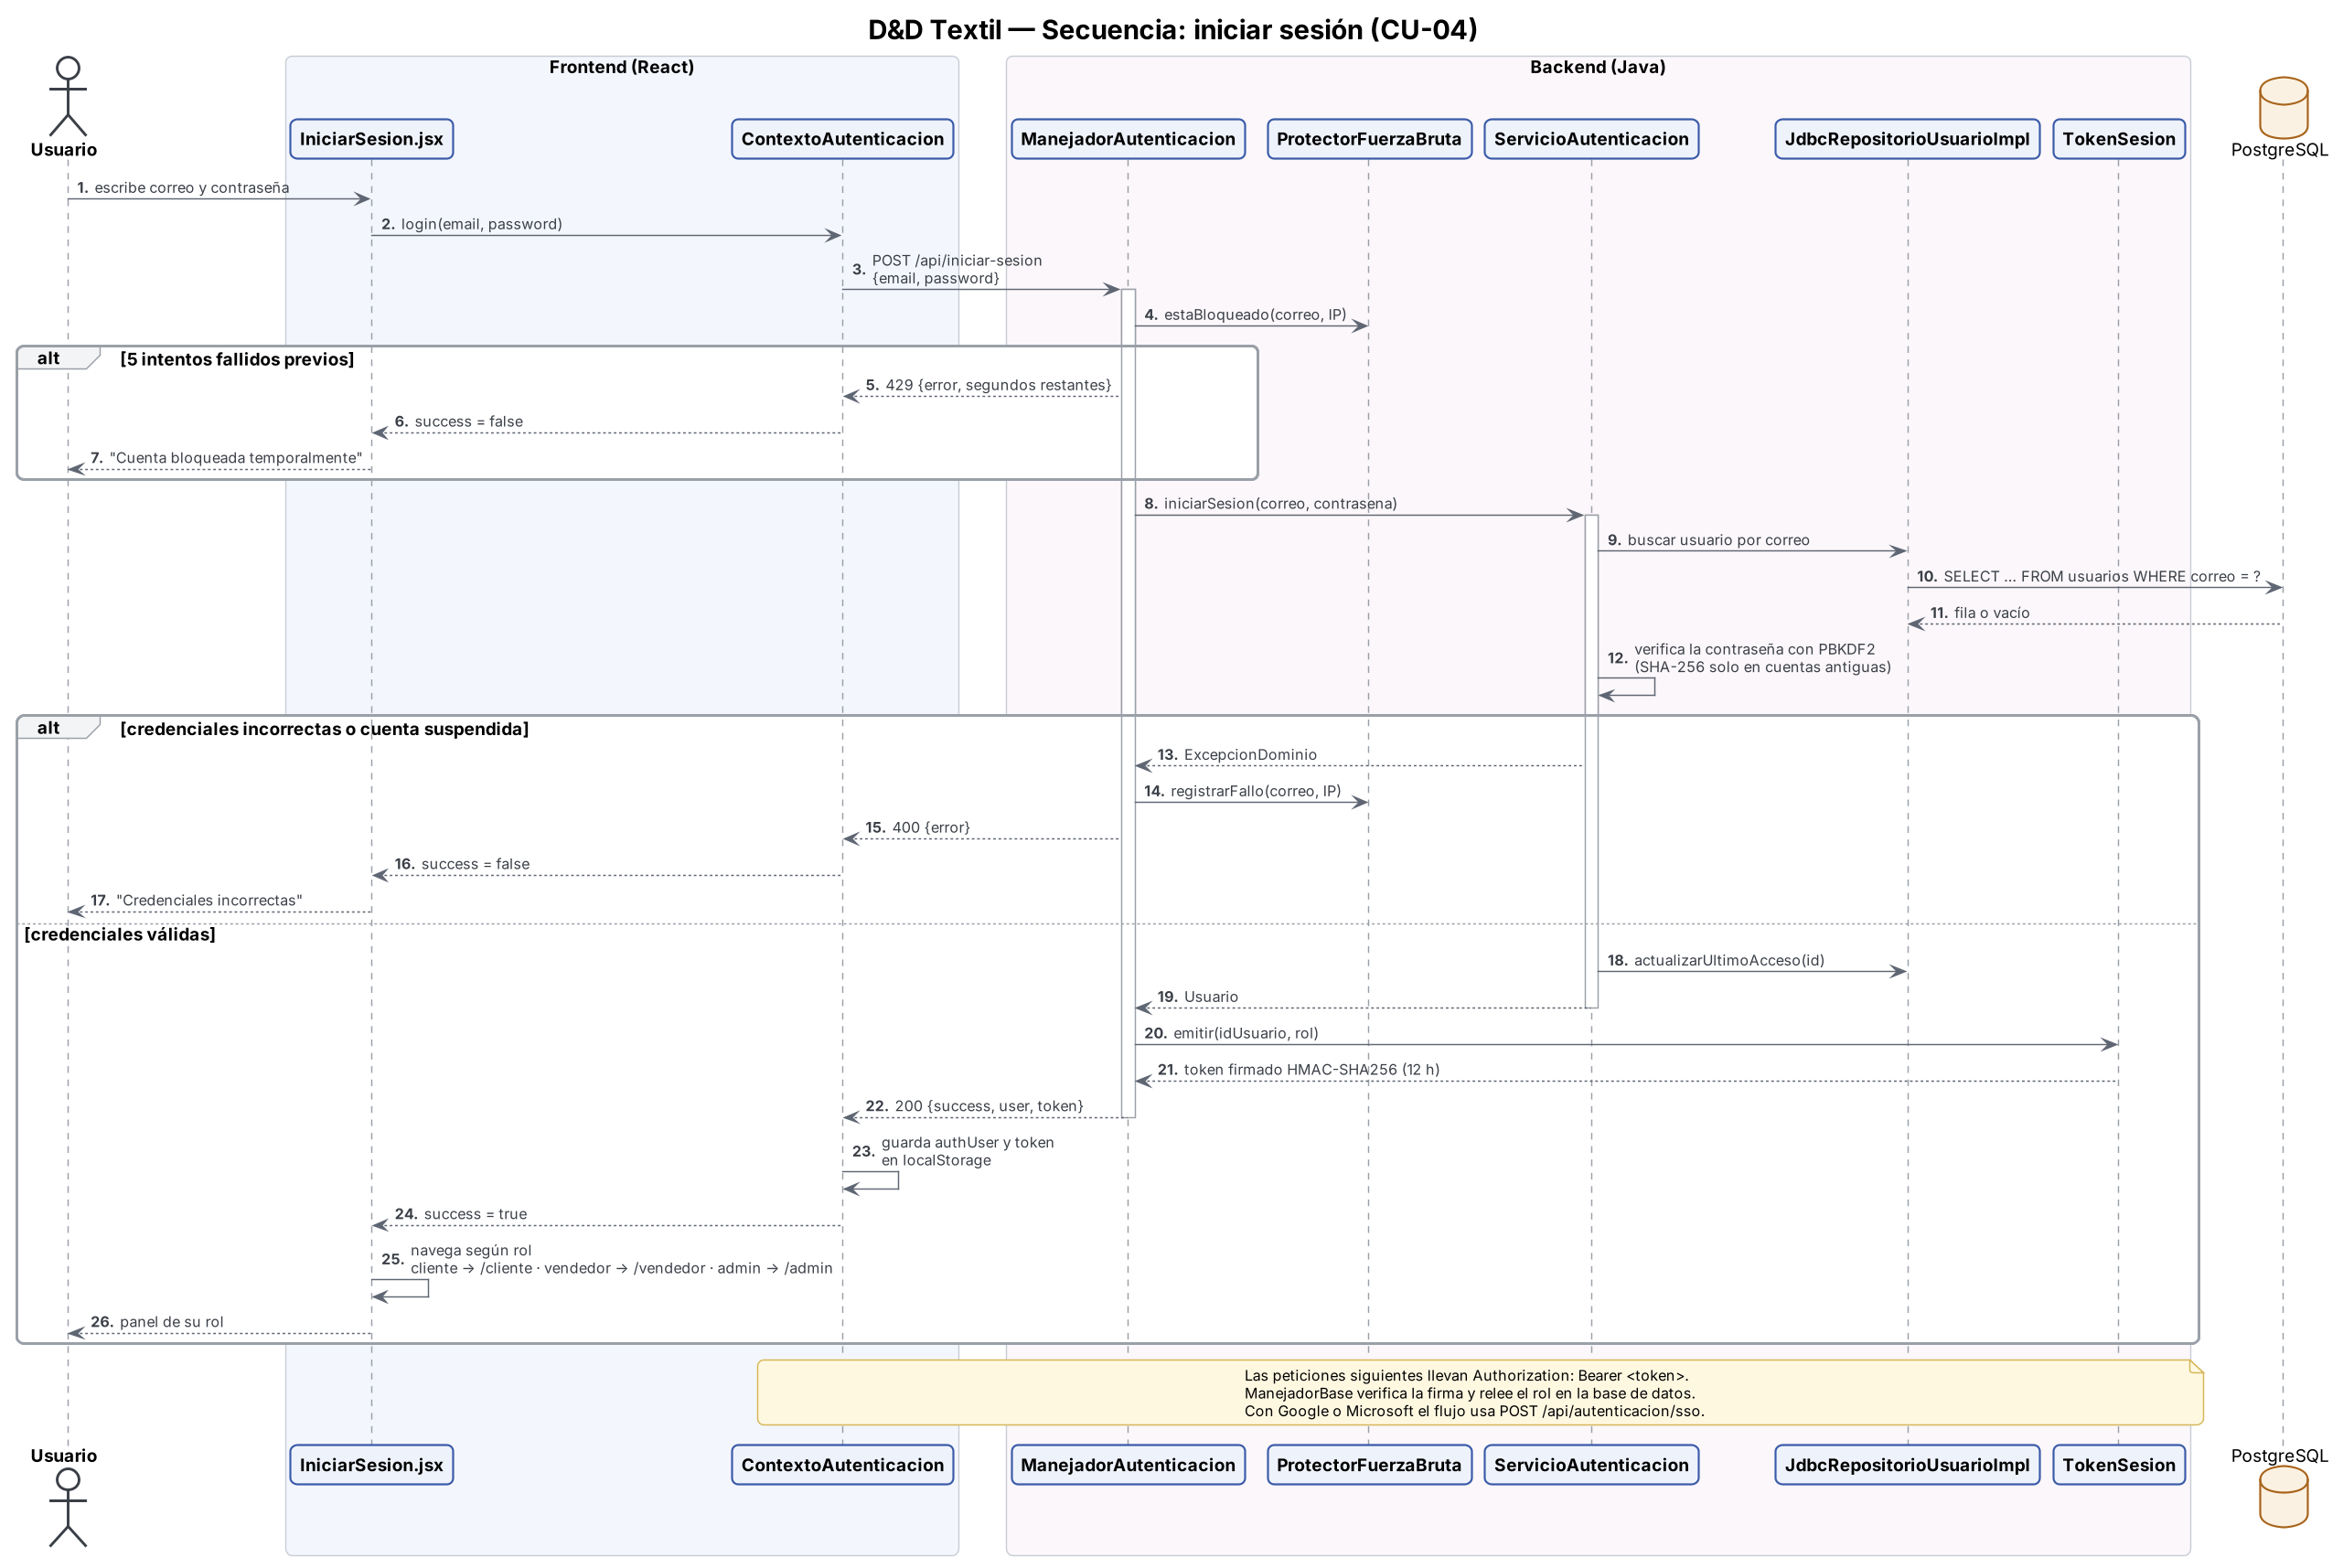 D&D Textil — Secuencia: iniciar sesión (CU-04)
Frontend (React)
Backend (Java)
Usuario
IniciarSesion.jsx
ContextoAutenticacion
ManejadorAutenticacion
ProtectorFuerzaBruta
ServicioAutenticacion
JdbcRepositorioUsuarioImpl
TokenSesion
PostgreSQL
1. escribe correo y contraseña
2. login(email, password)
3. POST /api/iniciar-sesion
{email, password}
4. estaBloqueado(correo, IP)
alt [5 intentos fallidos previos]
5. 429 {error, segundos restantes}
6. success = false
7. "Cuenta bloqueada temporalmente"
8. iniciarSesion(correo, contrasena)
9. buscar usuario por correo
10. SELECT ... FROM usuarios WHERE correo = ?
11. fila o vacío
12. verifica la contraseña con PBKDF2
(SHA-256 solo en cuentas antiguas)
alt [credenciales incorrectas o cuenta suspendida]
13. ExcepcionDominio
14. registrarFallo(correo, IP)
15. 400 {error}
16. success = false
17. "Credenciales incorrectas"
[credenciales válidas]
18. actualizarUltimoAcceso(id)
19. Usuario
20. emitir(idUsuario, rol)
21. token firmado HMAC-SHA256 (12 h)
22. 200 {success, user, token}
23. guarda authUser y token
en localStorage
24. success = true
25. navega según rol
cliente → /cliente · vendedor → /vendedor · admin → /admin
26. panel de su rol
Las peticiones siguientes llevan Authorization: Bearer <token>.
ManejadorBase verifica la firma y relee el rol en la base de datos.
Con Google o Microsoft el flujo usa POST /api/autenticacion/sso.
Usuario
IniciarSesion.jsx
ContextoAutenticacion
ManejadorAutenticacion
ProtectorFuerzaBruta
ServicioAutenticacion
JdbcRepositorioUsuarioImpl
TokenSesion
PostgreSQL